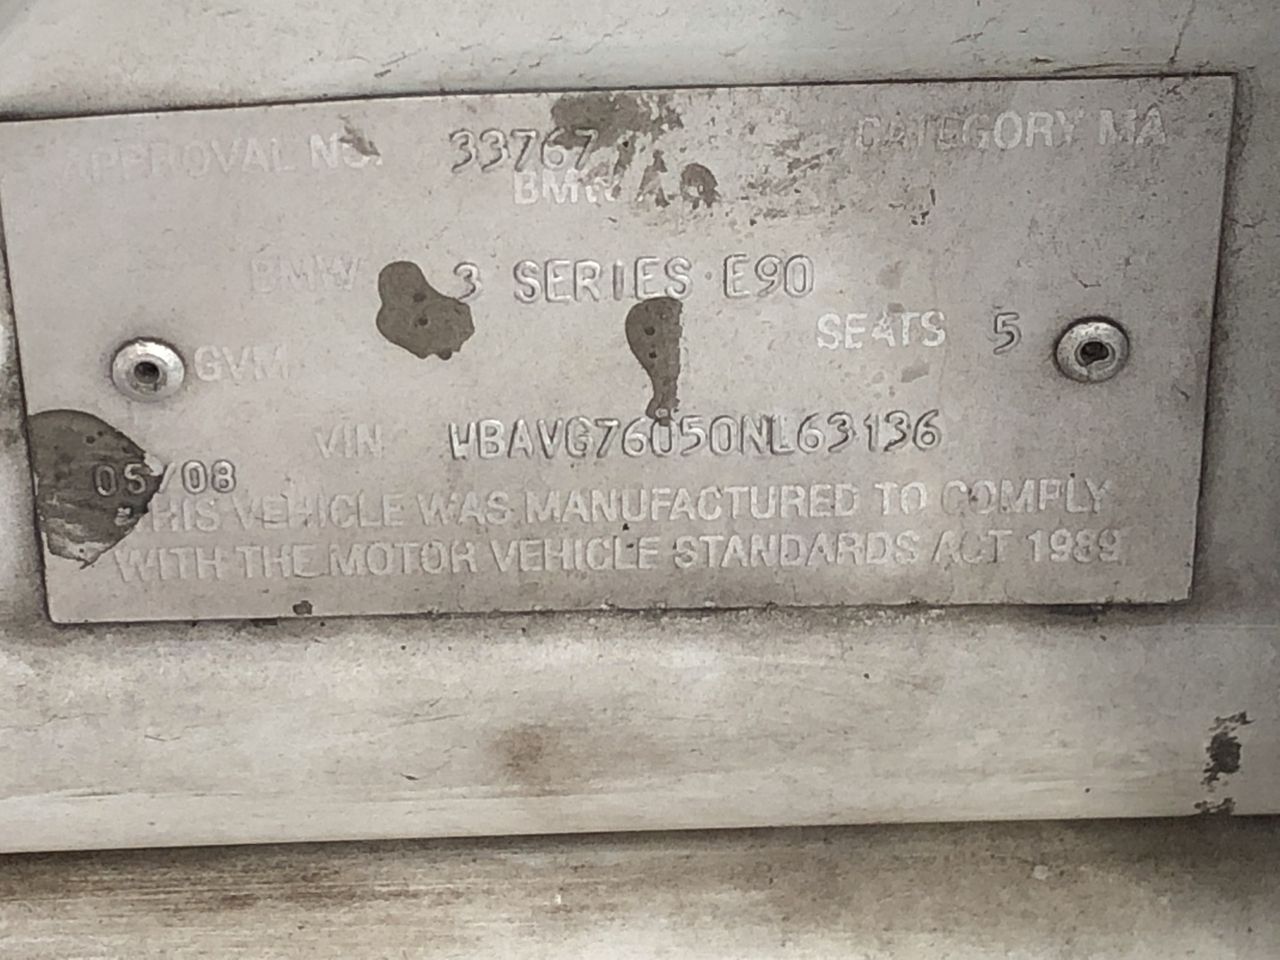 APPROVAL NO. 33767 CATEGORY MA
BMW AG
BMW 3 SERIES E90
SEATS 5
GVM
VIN WBAVG76050NL63136
05/08
THIS VEHICLE WAS MANUFACTURED TO COMPLY
WITH THE MOTOR VEHICLE STANDARDS ACT 1989